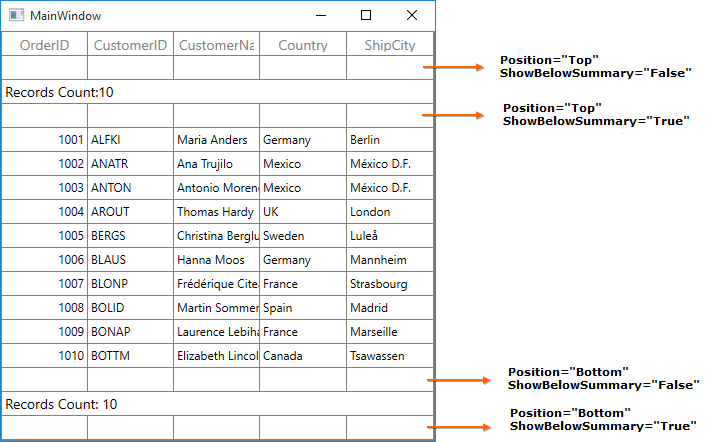 MainWindow
OrderID CustomerID CustomerNa Country ShipCity
Position="Top"
ShowBelowSummary="False"
Records Count:10
Position="Top"
ShowBelowSummary="True"
1001 ALFKI Maria Anders Germany Berlin
1002 ANATR Ana Trujilo Mexico México D.F.
1003 ANTON Antonio Moreno Mexico México D.F.
1004 AROUT Thomas Hardy UK London
1005 BERGS Christina Berglu Sweden Luleå
1006 BLAUS Hanna Moos Germany Mannheim
1007 BLONP Frédérique Cite France Strasbourg
1008 BOLID Martin Sommer Spain Madrid
1009 BONAP Laurence Lebiha France Marseille
1010 BOTTM Elizabeth Lincol Canada Tsawassen
Position="Bottom"
ShowBelowSummary="False"
Records Count: 10
Position="Bottom"
ShowBelowSummary="True"